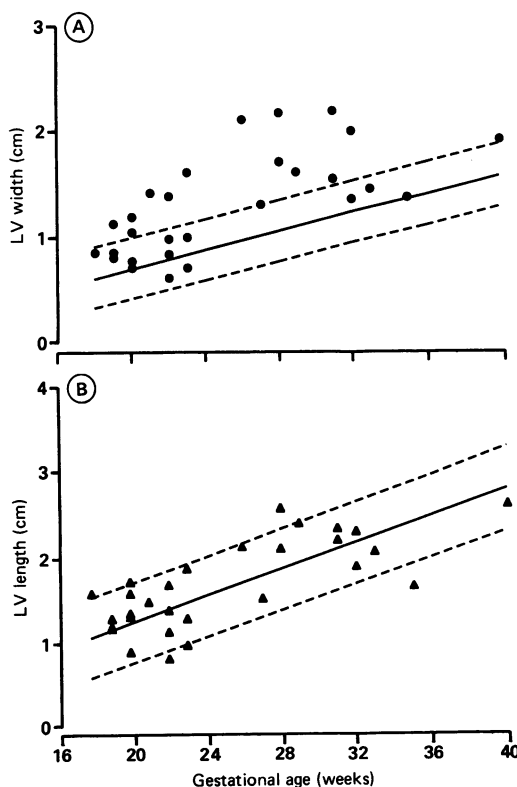 A
3
2
1
0
LV width (cm)
B
4
3
2
1
0
LV length (cm)
16 20 24 28 32 36 40
Gestational age (weeks)